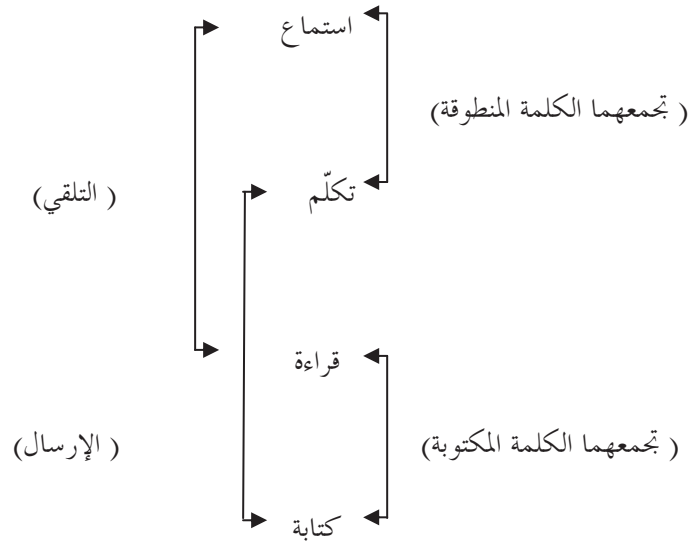 استماع
( تجمعهما الكلمة المنطوقة)
تكلّم
( التلقي)
قراءة
( تجمعهما الكلمة المكتوبة)
( الإرسال)
كتابة